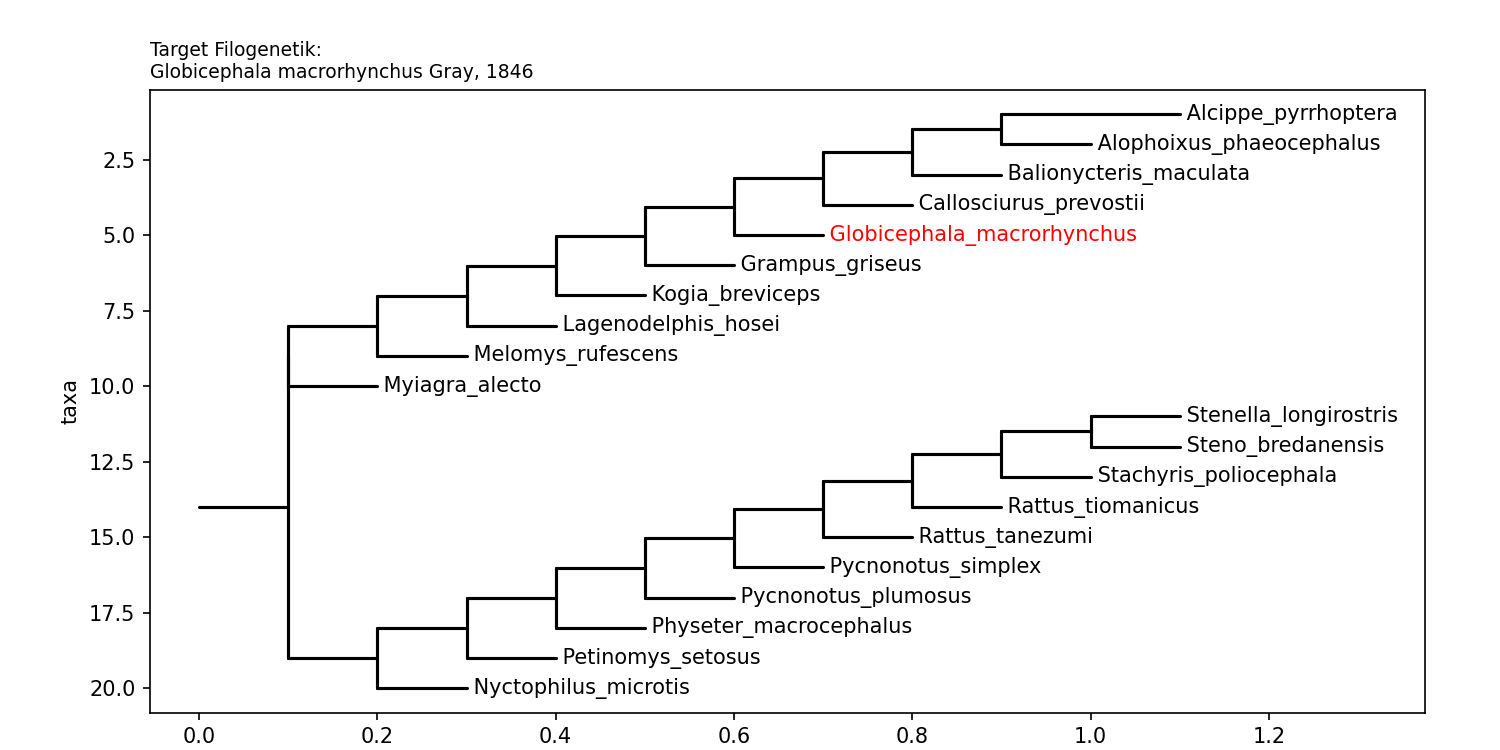 Target Filogenetik:
Globicephala macrorhynchus Gray, 1846
Alcippe_pyrrhoptera
Alophoixus_phaeocephalus
2.5
Balionycteris_maculata
Callosciurus_prevostii
5.0
Globicephala_macrorhynchus
Grampus_griseus
Kogia_breviceps
7.5
Lagenodelphis_hosei
Melomys_rufescens
10.0
Myiagra_alecto
taxa
Stenella_longirostris
Steno_bredanensis
12.5
Stachyris_poliocephala
Rattus_tiomanicus
15.0
Rattus_tanezumi
Pycnonotus_simplex
Pycnonotus_plumosus
17.5
Physeter_macrocephalus
Petinomys_setosus
20.0
Nyctophilus_microtis
0.0 0.2 0.4 0.6 0.8 1.0 1.2